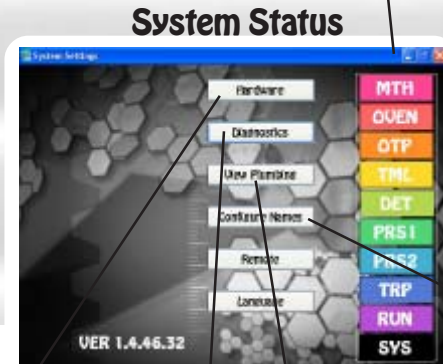 System Status
System Settings
Hardware
Diagnostics
View Plumbing
Configure Names
Remote
Language
VER 1.4.46.32
MTH
OVEN
OTP
TML
DET
PRS1
PRS2
TRP
RUN
SYS